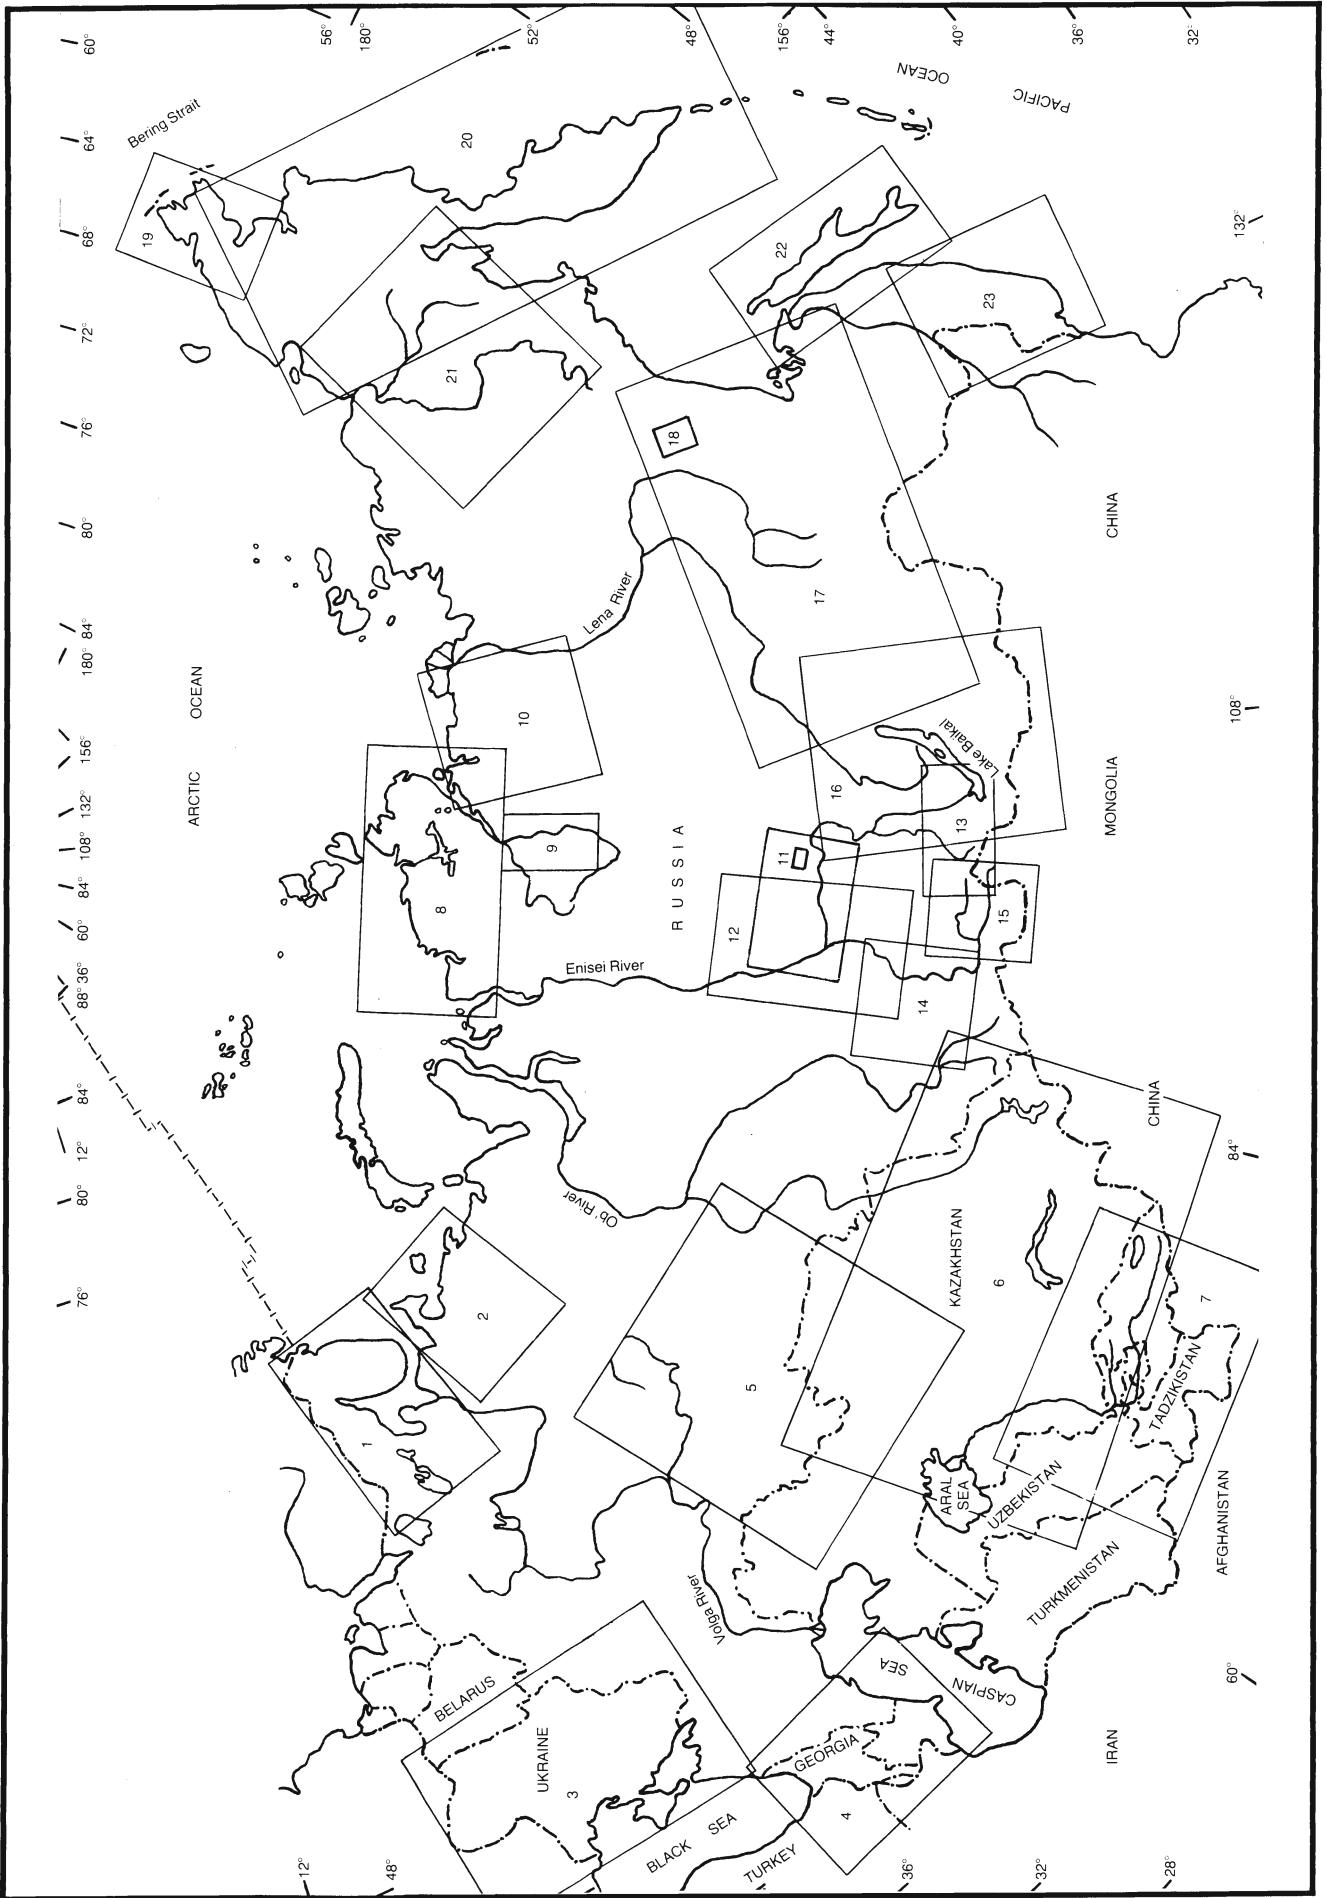 76°
80°
12°
84°
88°
36°
60°
84°
108°
132°
156°
180°
84°
80°
76°
72°
68°
64°
60°
Bering Strait
19
ARCTIC OCEAN
12°
56°
180°
48°
1
BELARUS
8
10
21
20
2
52°
UKRAINE
3
9
Enisei River
Lena River
Ob' River
RUSSIA
18
48°
BLACK SEA
Volga River
5
12
11
22
156°
TURKEY
GEORGIA
4
16
17
44°
SEA
CASPIAN
36°
14
13
Lake Baikal
PACIFIC
OCEAN
KAZAKHSTAN
ARAL
SEA
6
15
23
40°
UZBEKISTAN
32°
TURKMENISTAN
36°
IRAN
CHINA
MONGOLIA
CHINA
TADZIKISTAN
28°
7
32°
AFGHANISTAN
60°
84°
108°
132°